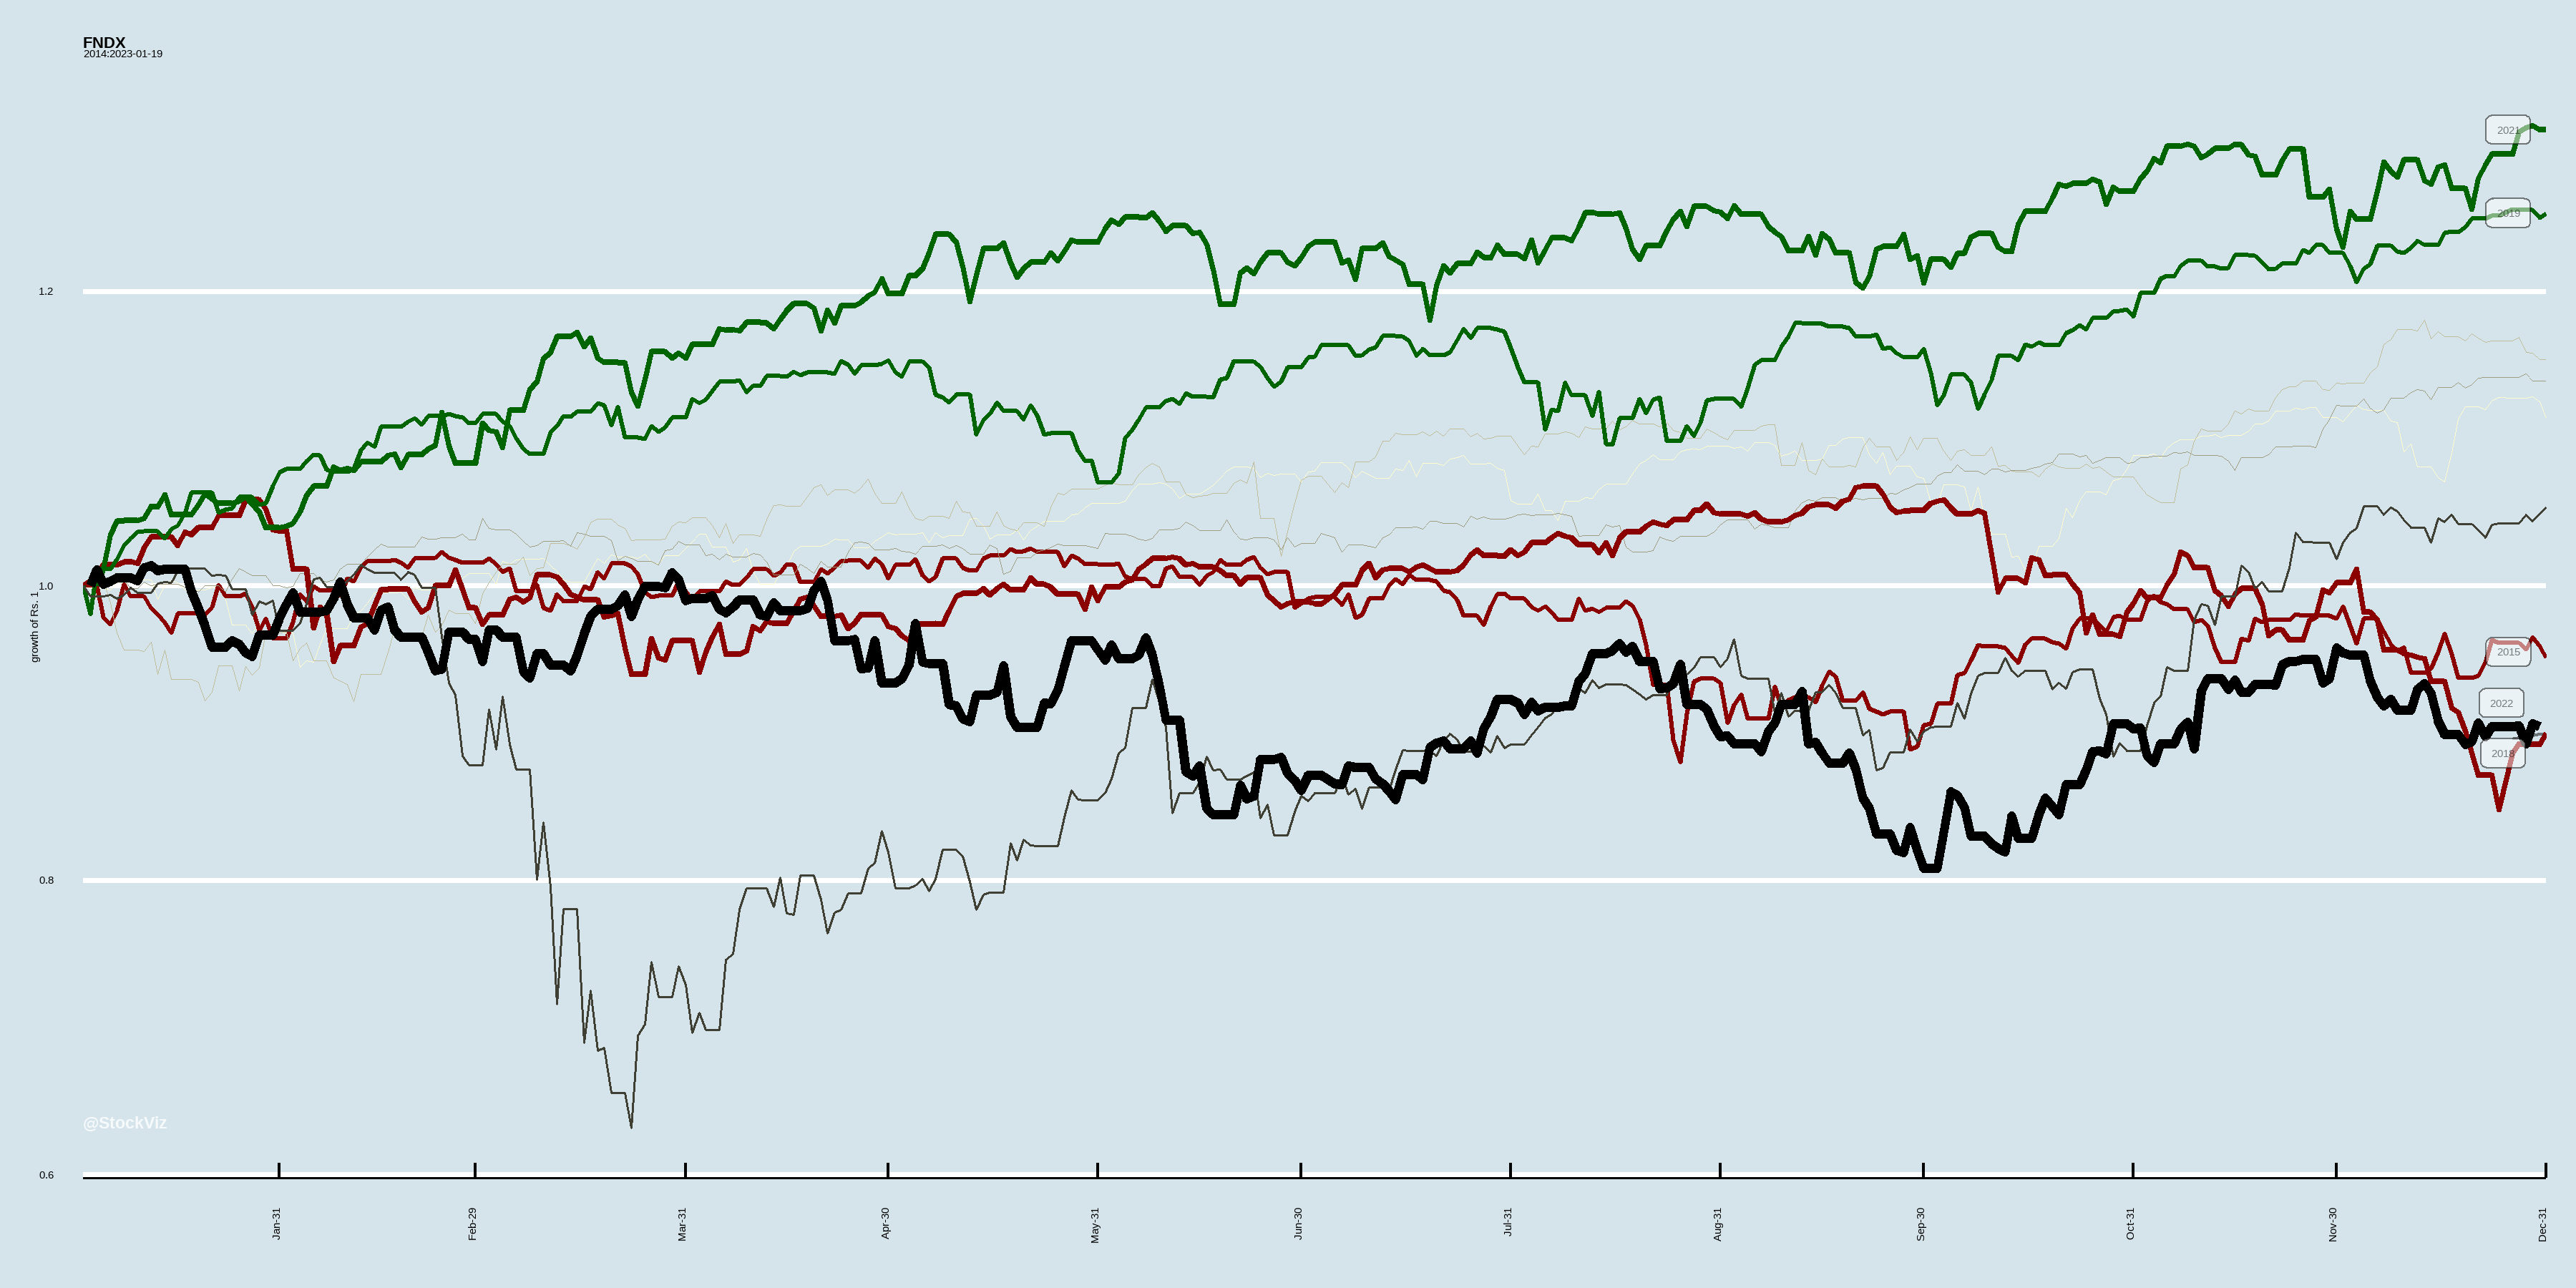 FNDX
2014:2023-01-19
2021
2019
1.2
1.0
growth of Rs. 1
2015
2022
2018
0.8
@StockViz
0.6
Jan-31
Feb-29
Mar-31
Apr-30
May-31
Jun-30
Jul-31
Aug-31
Sep-30
Oct-31
Nov-30
Dec-31